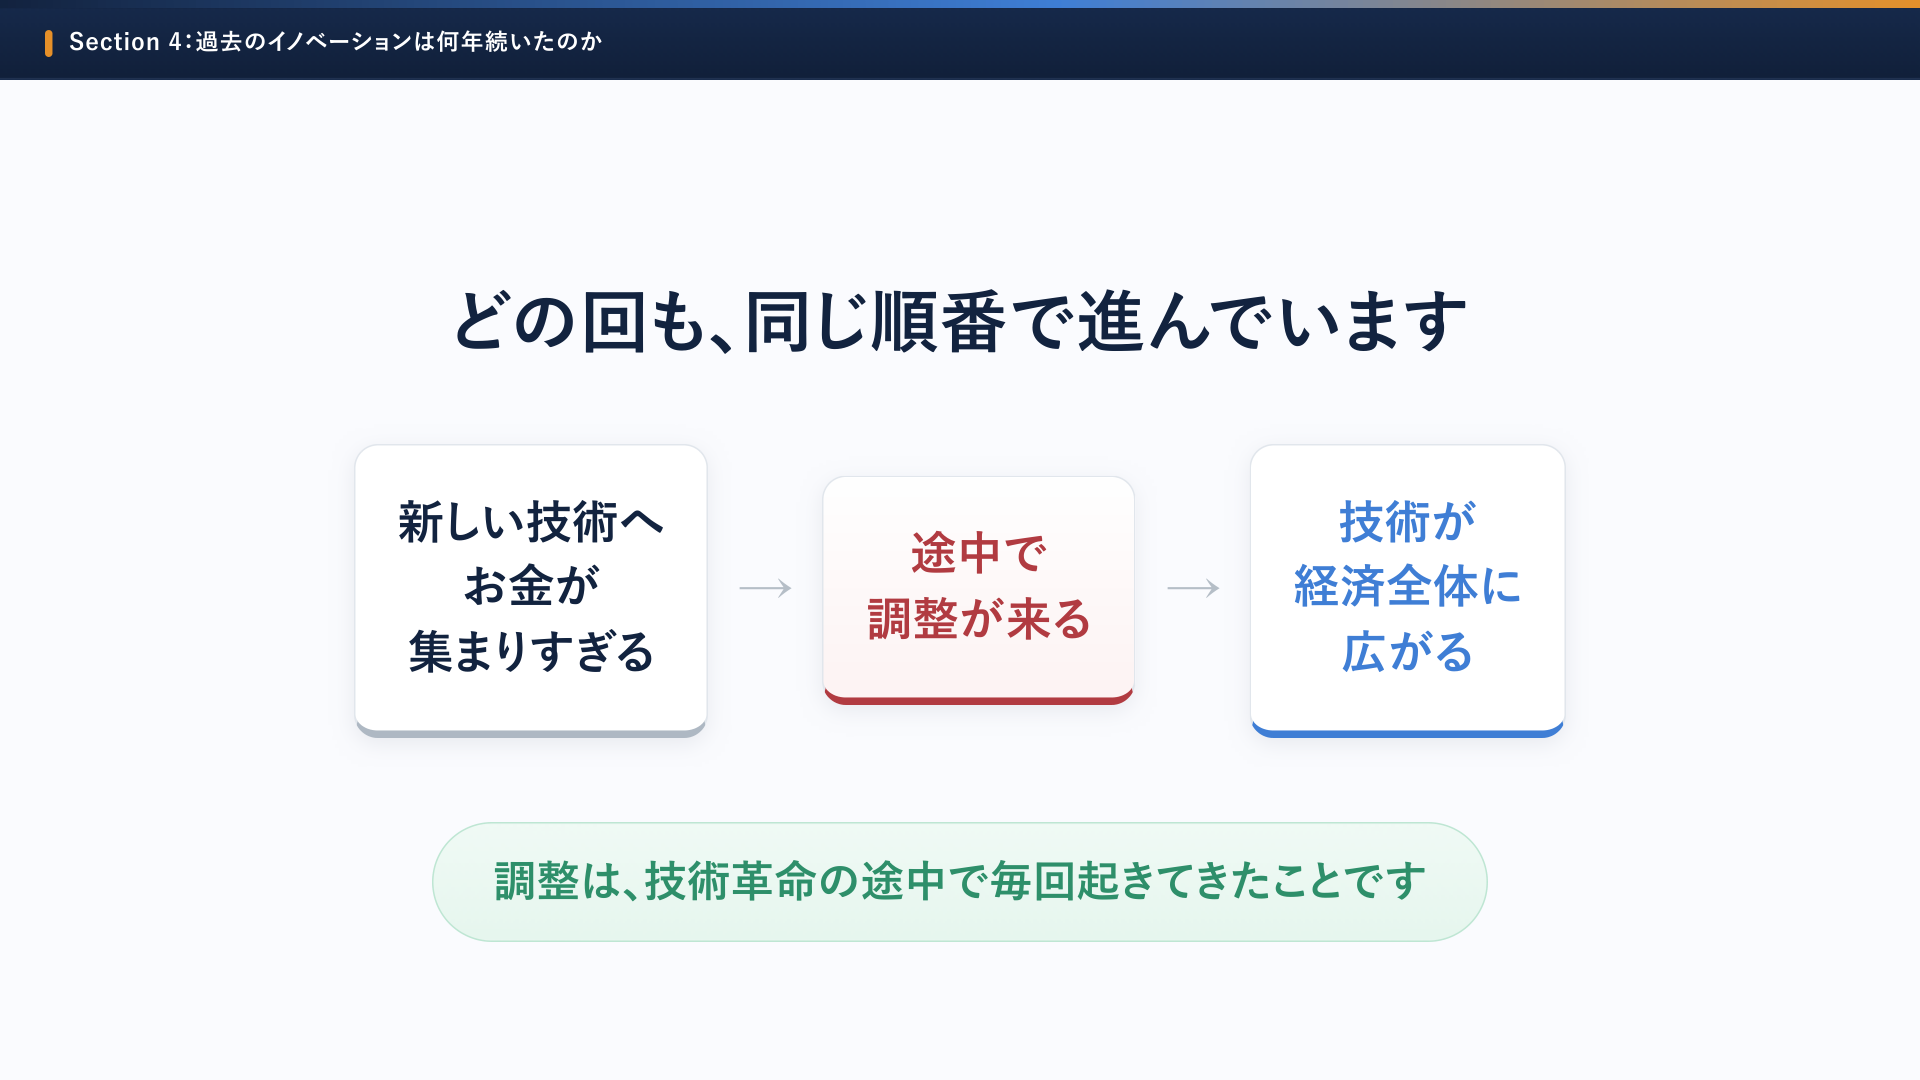 Section 4：過去のイノベーションは何年続いたのか
どの回も、同じ順番で進んでいます
新しい技術へ
お金が
集まりすぎる
途中で
調整が来る
技術が
経済全体に
広がる
調整は、技術革命の途中で毎回起きてきたことです